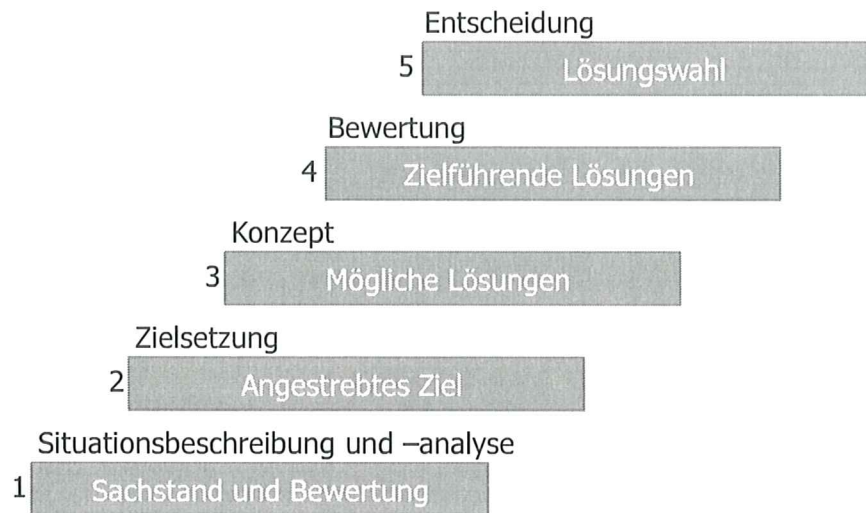 Entscheidung
5 Lösungswahl
Bewertung
4 Zielführende Lösungen
Konzept
3 Mögliche Lösungen
Zielsetzung
2 Angestrebtes Ziel
Situationsbeschreibung und –analyse
1 Sachstand und Bewertung